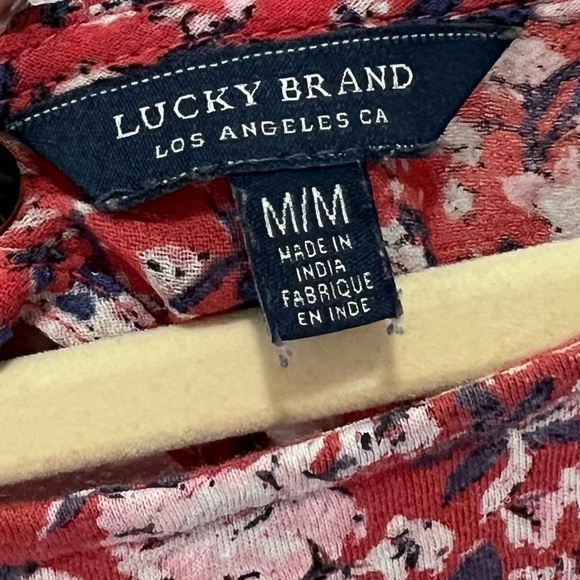 LUCKY BRAND
LOS ANGELES CA
M/M
MADE IN
INDIA
FABRIQUE
EN INDE